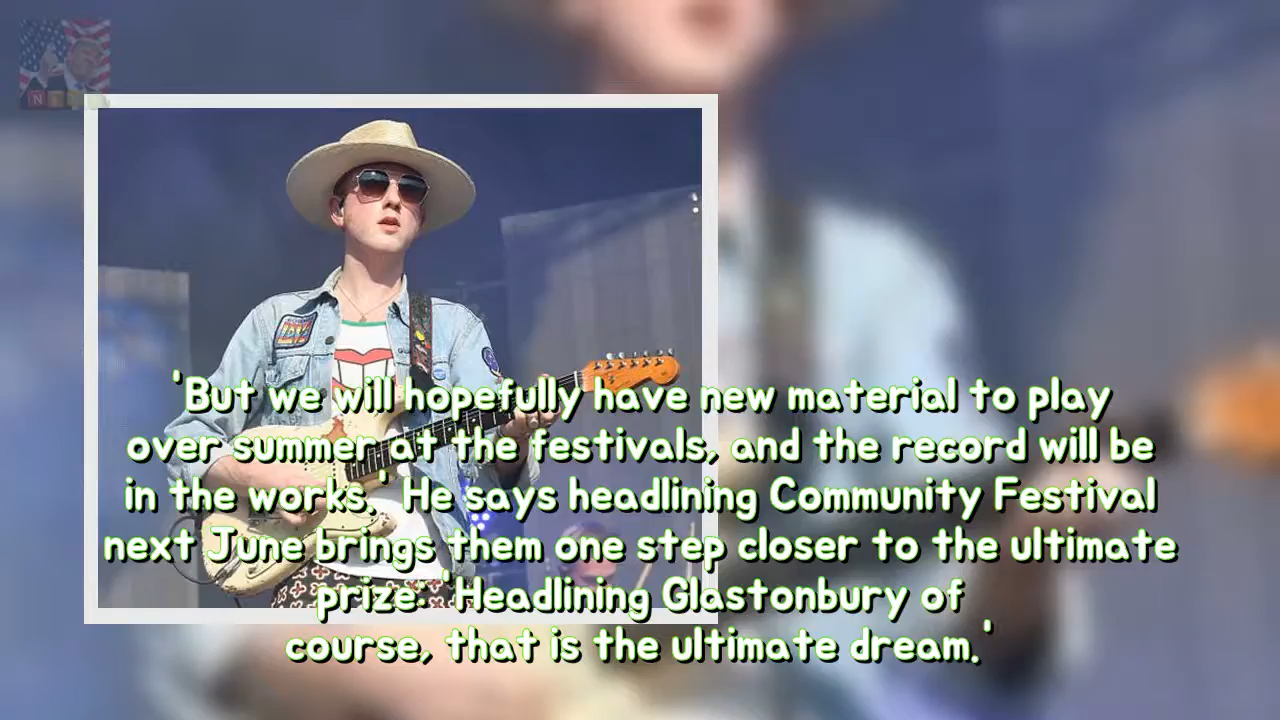 'But we will hopefully have new material to play
over summer at the festivals, and the record will be
in the works.' He says headlining Community Festival
next June brings them one step closer to the ultimate
prize: 'Headlining Glastonbury of
course, that is the ultimate dream.'